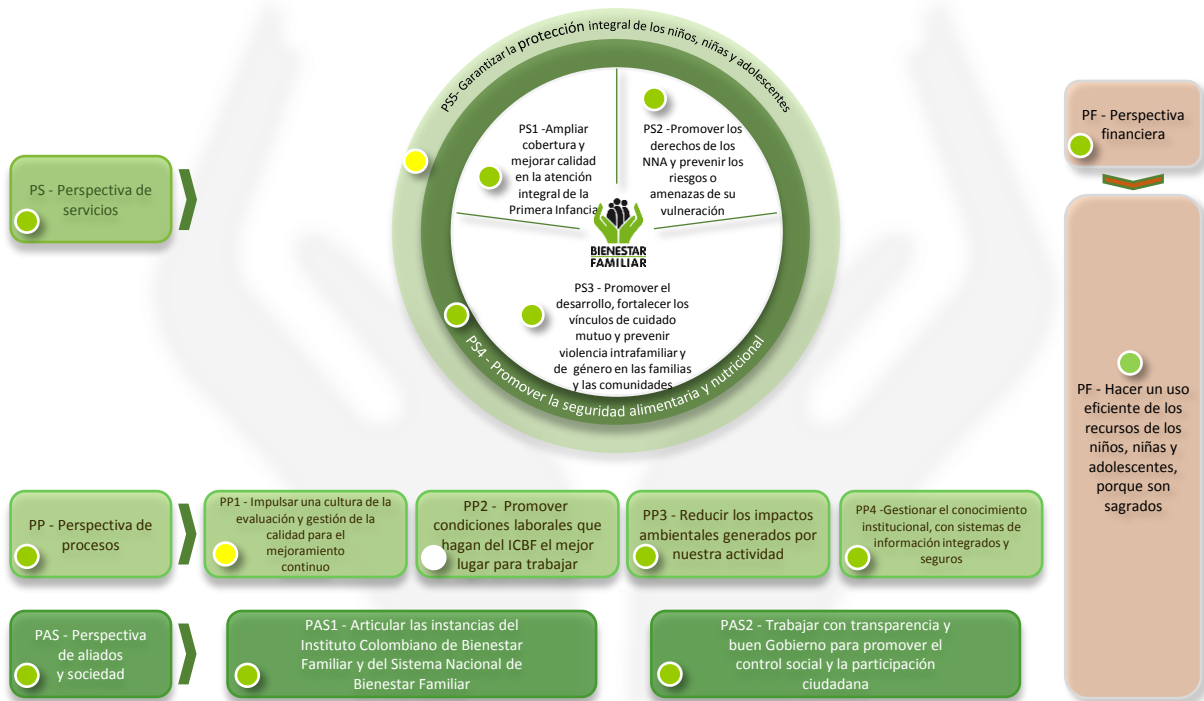 PS5- Garantizar la protección integral de los niños, niñas y adolescentes
PS1 -Ampliar
cobertura y
mejorar calidad
en la atención
integral de la
Primera Infancia
PS2 -Promover los
derechos de los
NNA y prevenir los
riesgos o
amenazas de su
vulneración
BIENESTAR
FAMILIAR
PS3 - Promover el
desarrollo, fortalecer los
vínculos de cuidado
mutuo y prevenir
violencia intrafamiliar y
de género en las familias
y las comunidades
PS4 - Promover la seguridad alimentaria y nutricional
PS - Perspectiva de
servicios
PF - Perspectiva
financiera
PF - Hacer un uso
eficiente de los
recursos de los
niños, niñas y
adolescentes,
porque son
sagrados
PP - Perspectiva de
procesos
PP1 - Impulsar una cultura de la
evaluación y gestión de la
calidad para el
mejoramiento
continuo
PP2 - Promover
condiciones laborales que
hagan del ICBF el mejor
lugar para trabajar
PP3 - Reducir los impactos
ambientales generados por
nuestra actividad
PP4 -Gestionar el conocimiento
institucional, con sistemas de
información integrados y
seguros
PAS - Perspectiva
de aliados
y sociedad
PAS1 - Articular las instancias del
Instituto Colombiano de Bienestar
Familiar y del Sistema Nacional de
Bienestar Familiar
PAS2 - Trabajar con transparencia y
buen Gobierno para promover el
control social y la participación
ciudadana